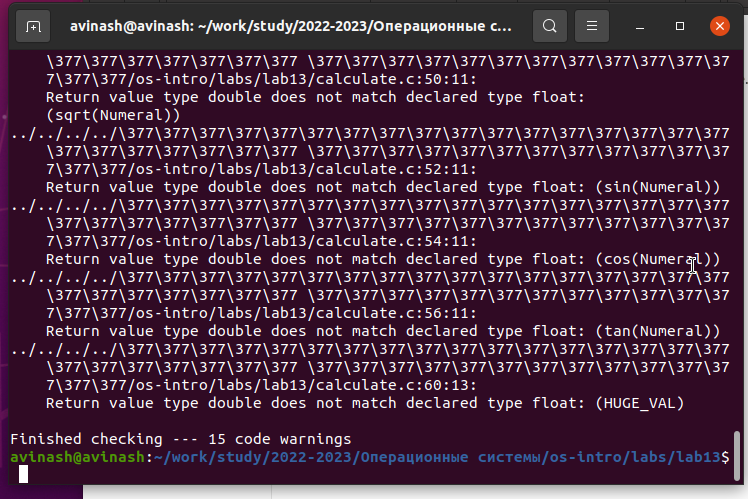 \377\377\377\377\377\377\377 \377\377\377\377\377\377\377\377\377\377\377\37
7\377\377/os-intro/labs/lab13/calculate.c:50:11:
Return value type double does not match declared type float:
(sqrt(Numeral))
../../../../\377\377\377\377\377\377\377\377\377\377\377\377\377\377\377\377\377
\377\377\377\377\377\377\377 \377\377\377\377\377\377\377\377\377\377\377\37
7\377\377/os-intro/labs/lab13/calculate.c:52:11:
Return value type double does not match declared type float: (sin(Numeral))
../../../../\377\377\377\377\377\377\377\377\377\377\377\377\377\377\377\377\377
\377\377\377\377\377\377\377 \377\377\377\377\377\377\377\377\377\377\377\37
7\377\377/os-intro/labs/lab13/calculate.c:54:11:
Return value type double does not match declared type float: (cos(Numeral))
../../../../\377\377\377\377\377\377\377\377\377\377\377\377\377\377\377\377\377
\377\377\377\377\377\377\377 \377\377\377\377\377\377\377\377\377\377\377\37
7\377\377/os-intro/labs/lab13/calculate.c:56:11:
Return value type double does not match declared type float: (tan(Numeral))
../../../../\377\377\377\377\377\377\377\377\377\377\377\377\377\377\377\377\377
\377\377\377\377\377\377\377 \377\377\377\377\377\377\377\377\377\377\377\37
7\377\377/os-intro/labs/lab13/calculate.c:60:13:
Return value type double does not match declared type float: (HUGE_VAL)
Finished checking --- 15 code warnings
avinash@avinash:~/work/study/2022-2023/Операционные системы/os-intro/labs/lab13$
avinash@avinash: ~/work/study/2022-2023/Операционные с...